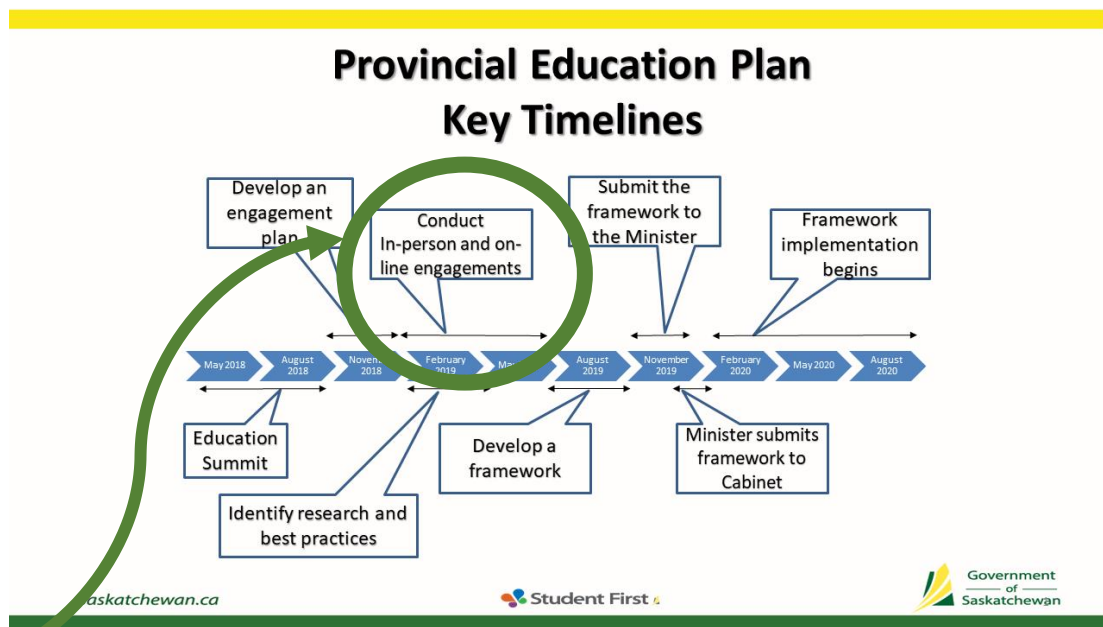 Provincial Education Plan
Key Timelines
Develop an
engagement
plan
Conduct
In-person and on-
line engagements
Submit the
framework to
the Minister
Framework
implementation
begins
May 2018
August
2018
November
2018
February
2019
May
August
2019
November
2019
February
2020
May 2020
August
2020
Education
Summit
Identify research and
best practices
Develop a
framework
Minister submits
framework to
Cabinet
askatchewan.ca
Student First
Government
of
Saskatchewan